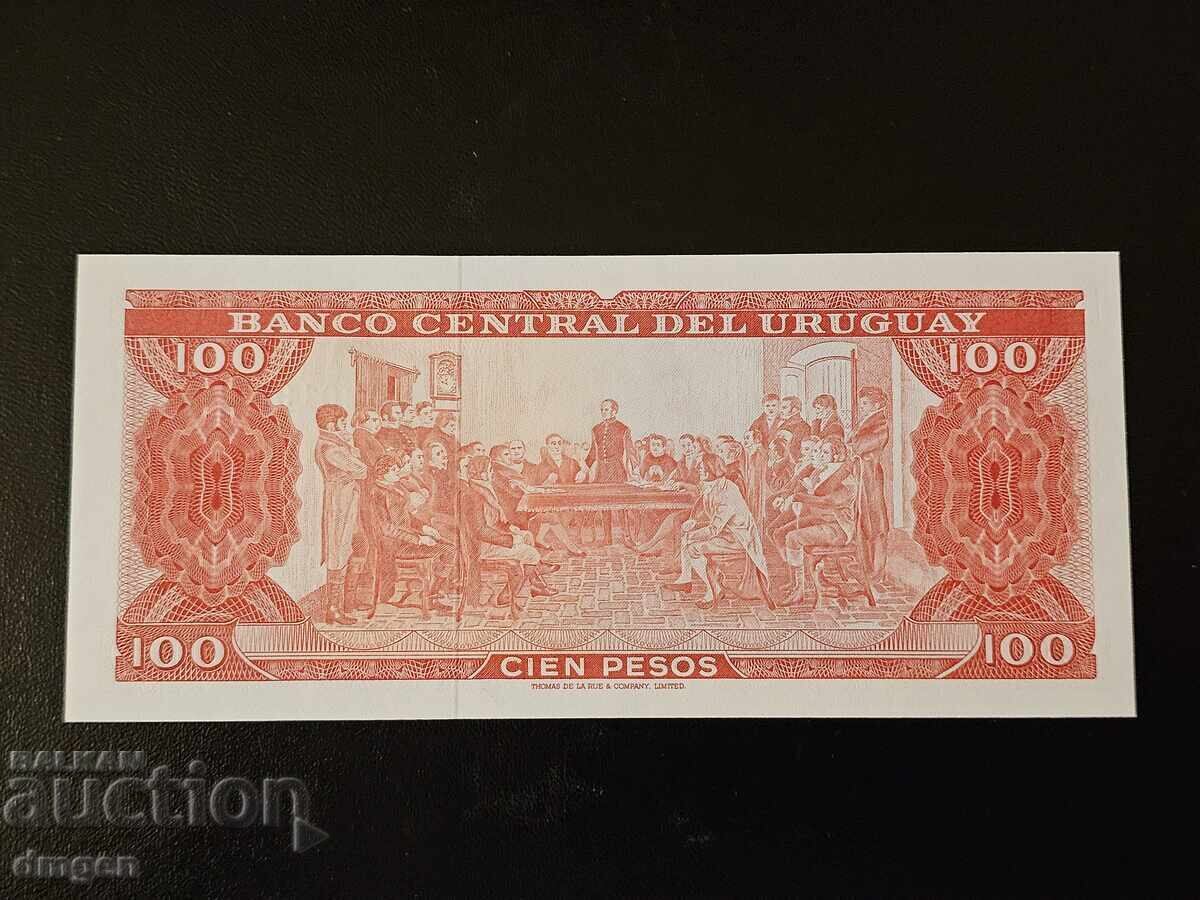 BANCO CENTRAL DEL URUGUAY
100 100
100 CIEN PESOS 100
THOMAS DE LA RUE & COMPANY, LIMITED.
BALKAN
auction
dmgen